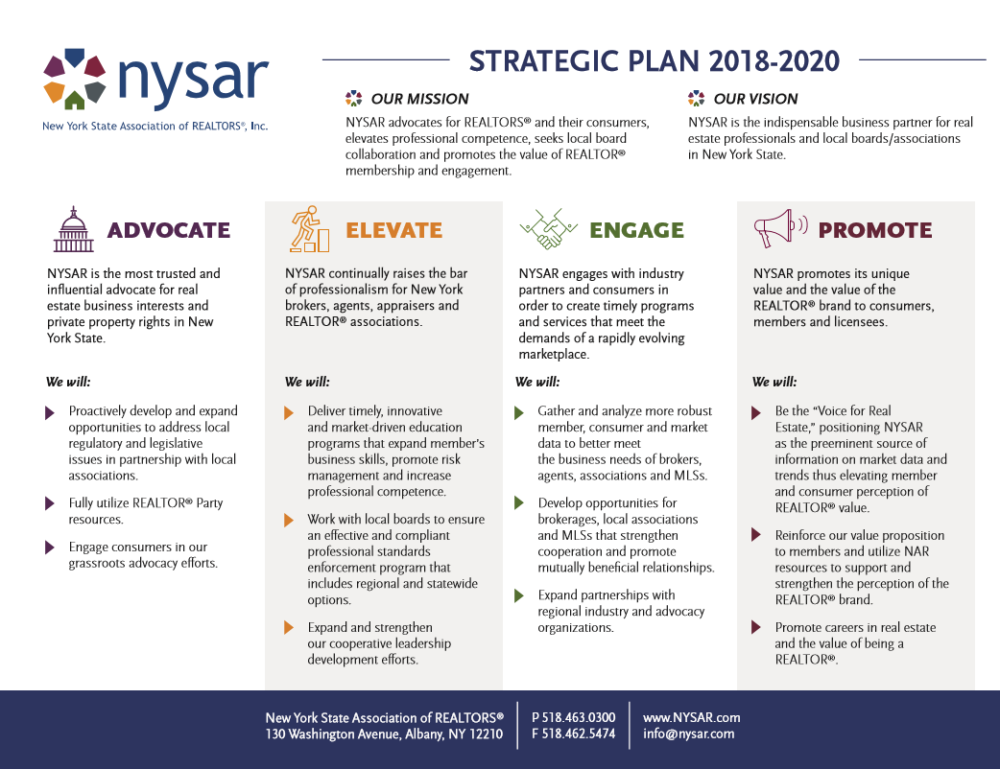 nysar
New York State Association of REALTORS®, Inc.
STRATEGIC PLAN 2018-2020
OUR MISSION
NYSAR advocates for REALTORS® and their consumers,
elevates professional competence, seeks local board
collaboration and promotes the value of REALTOR®
membership and engagement.
OUR VISION
NYSAR is the indispensable business partner for real
estate professionals and local boards/associations
in New York State.
ADVOCATE
NYSAR is the most trusted and
influential advocate for real
estate business interests and
private property rights in New
York State.
We will:
Proactively develop and expand
opportunities to address local
regulatory and legislative
issues in partnership with local
associations.
Fully utilize REALTOR® Party
resources.
Engage consumers in our
grassroots advocacy efforts.
ELEVATE
NYSAR continually raises the bar
of professionalism for New York
brokers, agents, appraisers and
REALTOR® associations.
We will:
Deliver timely, innovative
and market-driven education
programs that expand member's
business skills, promote risk
management and increase
professional competence.
Work with local boards to ensure
an effective and compliant
professional standards
enforcement program that
includes regional and statewide
options.
Expand and strengthen
our cooperative leadership
development efforts.
ENGAGE
NYSAR engages with industry
partners and consumers in
order to create timely programs
and services that meet the
demands of a rapidly evolving
marketplace.
We will:
Gather and analyze more robust
member, consumer and market
data to better meet
the business needs of brokers,
agents, associations and MLSs.
Develop opportunities for
brokerages, local associations
and MLSs that strengthen
cooperation and promote
mutually beneficial relationships.
Expand partnerships with
regional industry and advocacy
organizations.
PROMOTE
NYSAR promotes its unique
value and the value of the
REALTOR® brand to consumers,
members and licensees.
We will:
Be the “Voice for Real
Estate,” positioning NYSAR
as the preeminent source of
information on market data and
trends thus elevating member
and consumer perception of
REALTOR® value.
Reinforce our value proposition
to members and utilize NAR
resources to support and
strengthen the perception of the
REALTOR® brand.
Promote careers in real estate
and the value of being a
REALTOR®.
New York State Association of REALTORS®
130 Washington Avenue, Albany, NY 12210
P 518.463.0300
F 518.462.5474
www.NYSAR.com
info@nysar.com